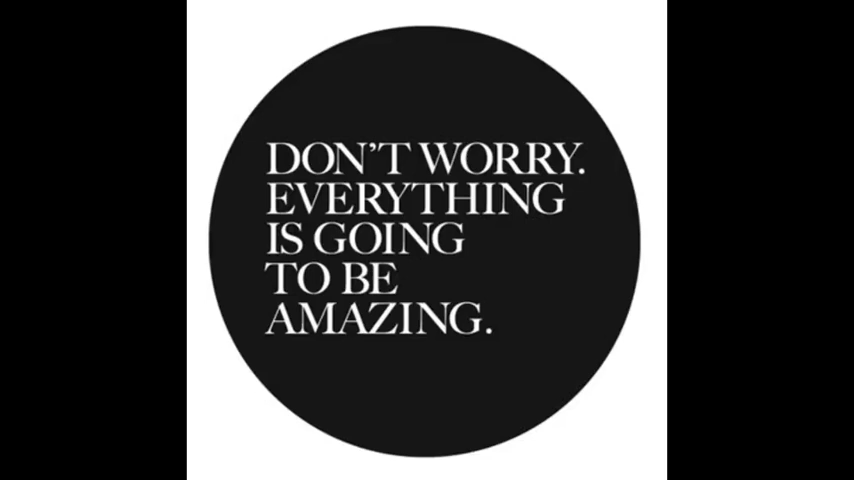 DON'T WORRY.
EVERYTHING
IS GOING
TO BE
AMAZING.